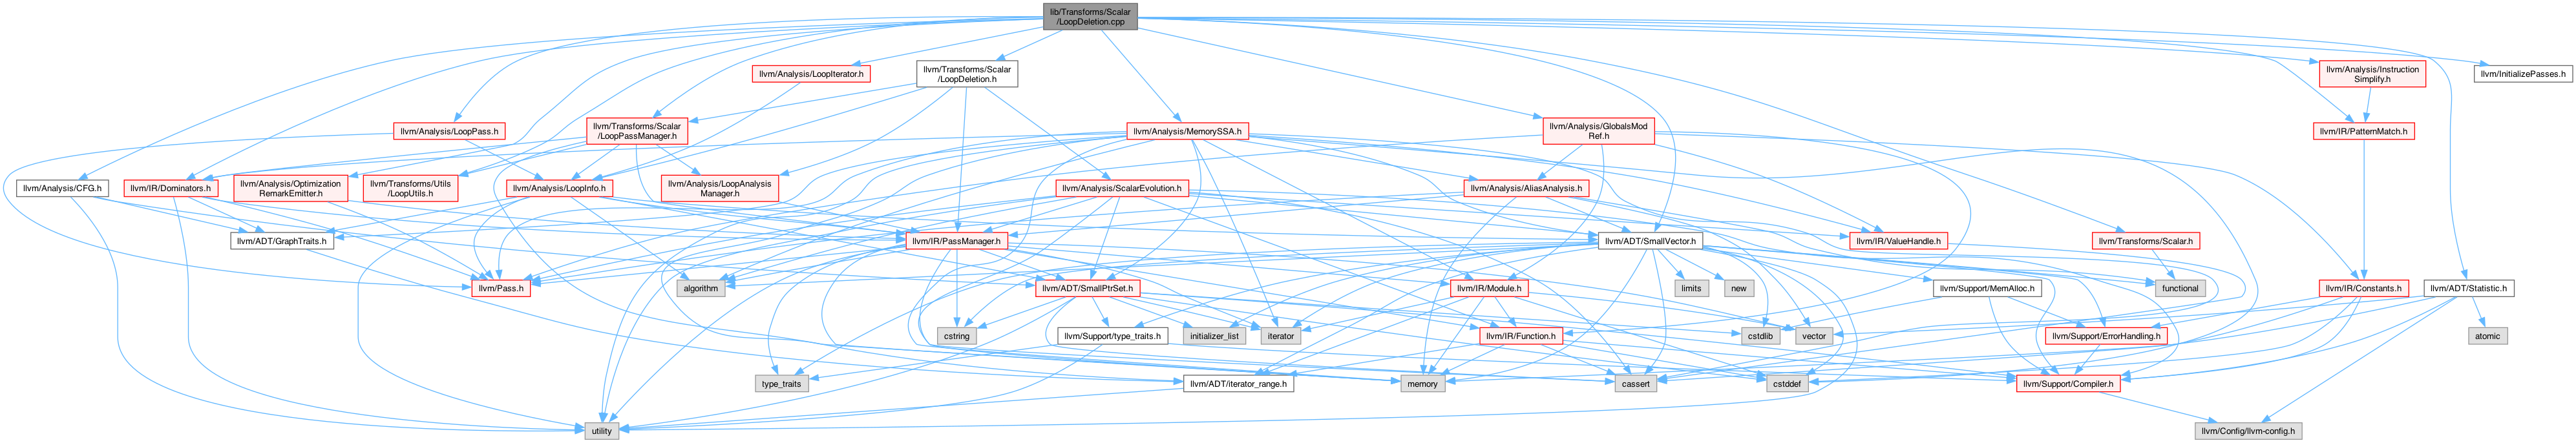 lib/Transforms/Scalar
/LoopDeletion.cpp
llvm/Analysis/LoopIterator.h
llvm/Transforms/Scalar
/LoopDeletion.h
llvm/Analysis/Instruction
Simplify.h
llvm/InitializePasses.h
llvm/Analysis/LoopPass.h
llvm/Transforms/Scalar
/LoopPassManager.h
llvm/Analysis/MemorySSA.h
llvm/Analysis/GlobalsMod
Ref.h
llvm/IR/PatternMatch.h
llvm/Analysis/CFG.h
llvm/IR/Dominators.h
llvm/Analysis/Optimization
RemarkEmitter.h
llvm/Transforms/Utils
/LoopUtils.h
llvm/Analysis/LoopInfo.h
llvm/Analysis/LoopAnalysis
Manager.h
llvm/Analysis/ScalarEvolution.h
llvm/Analysis/AliasAnalysis.h
llvm/ADT/GraphTraits.h
llvm/IR/PassManager.h
llvm/ADT/SmallVector.h
llvm/IR/ValueHandle.h
llvm/Transforms/Scalar.h
llvm/Pass.h
algorithm
llvm/ADT/SmallPtrSet.h
llvm/IR/Module.h
limits
new
llvm/Support/MemAlloc.h
functional
llvm/IR/Constants.h
llvm/ADT/Statistic.h
cstring
llvm/Support/type_traits.h
initializer_list
iterator
llvm/IR/Function.h
cstdlib
vector
llvm/Support/ErrorHandling.h
atomic
type_traits
llvm/ADT/iterator_range.h
memory
cassert
cstddef
llvm/Support/Compiler.h
utility
llvm/Config/llvm-config.h